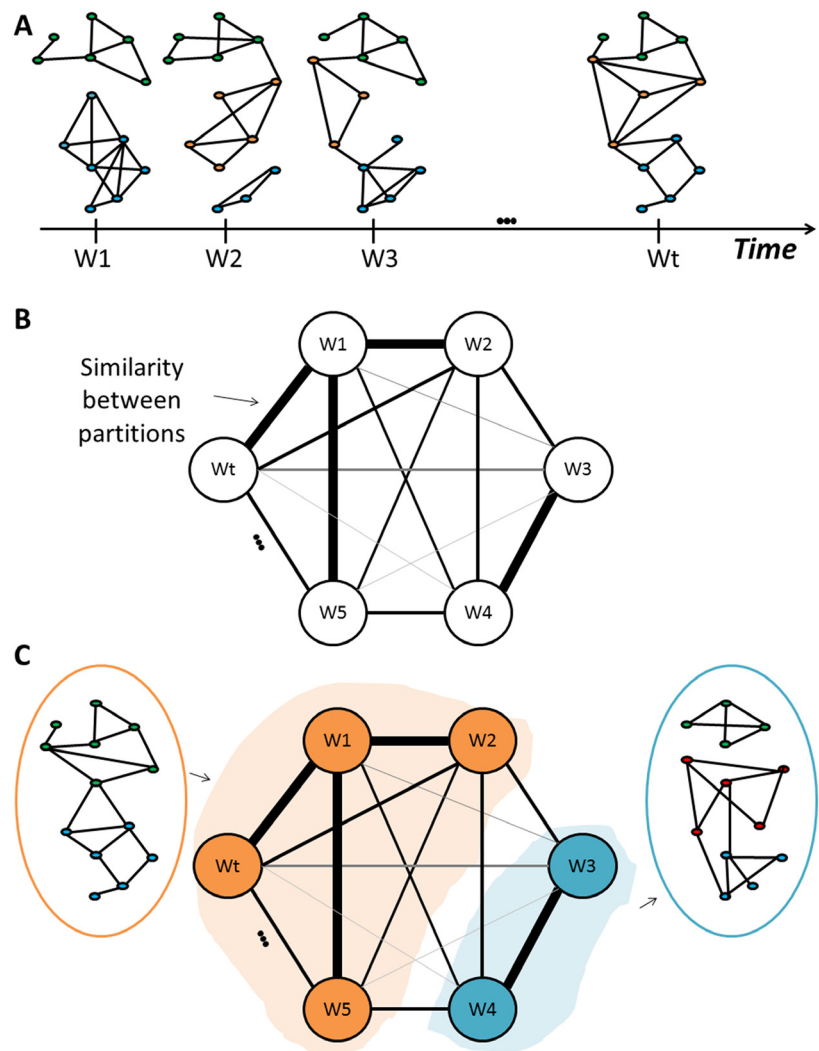 A
W1
W2
W3
Wt
Time
B
W1
W2
Similarity
between
partitions
Wt
W3
W5
W4
C
W1
W2
Wt
W3
W5
W4